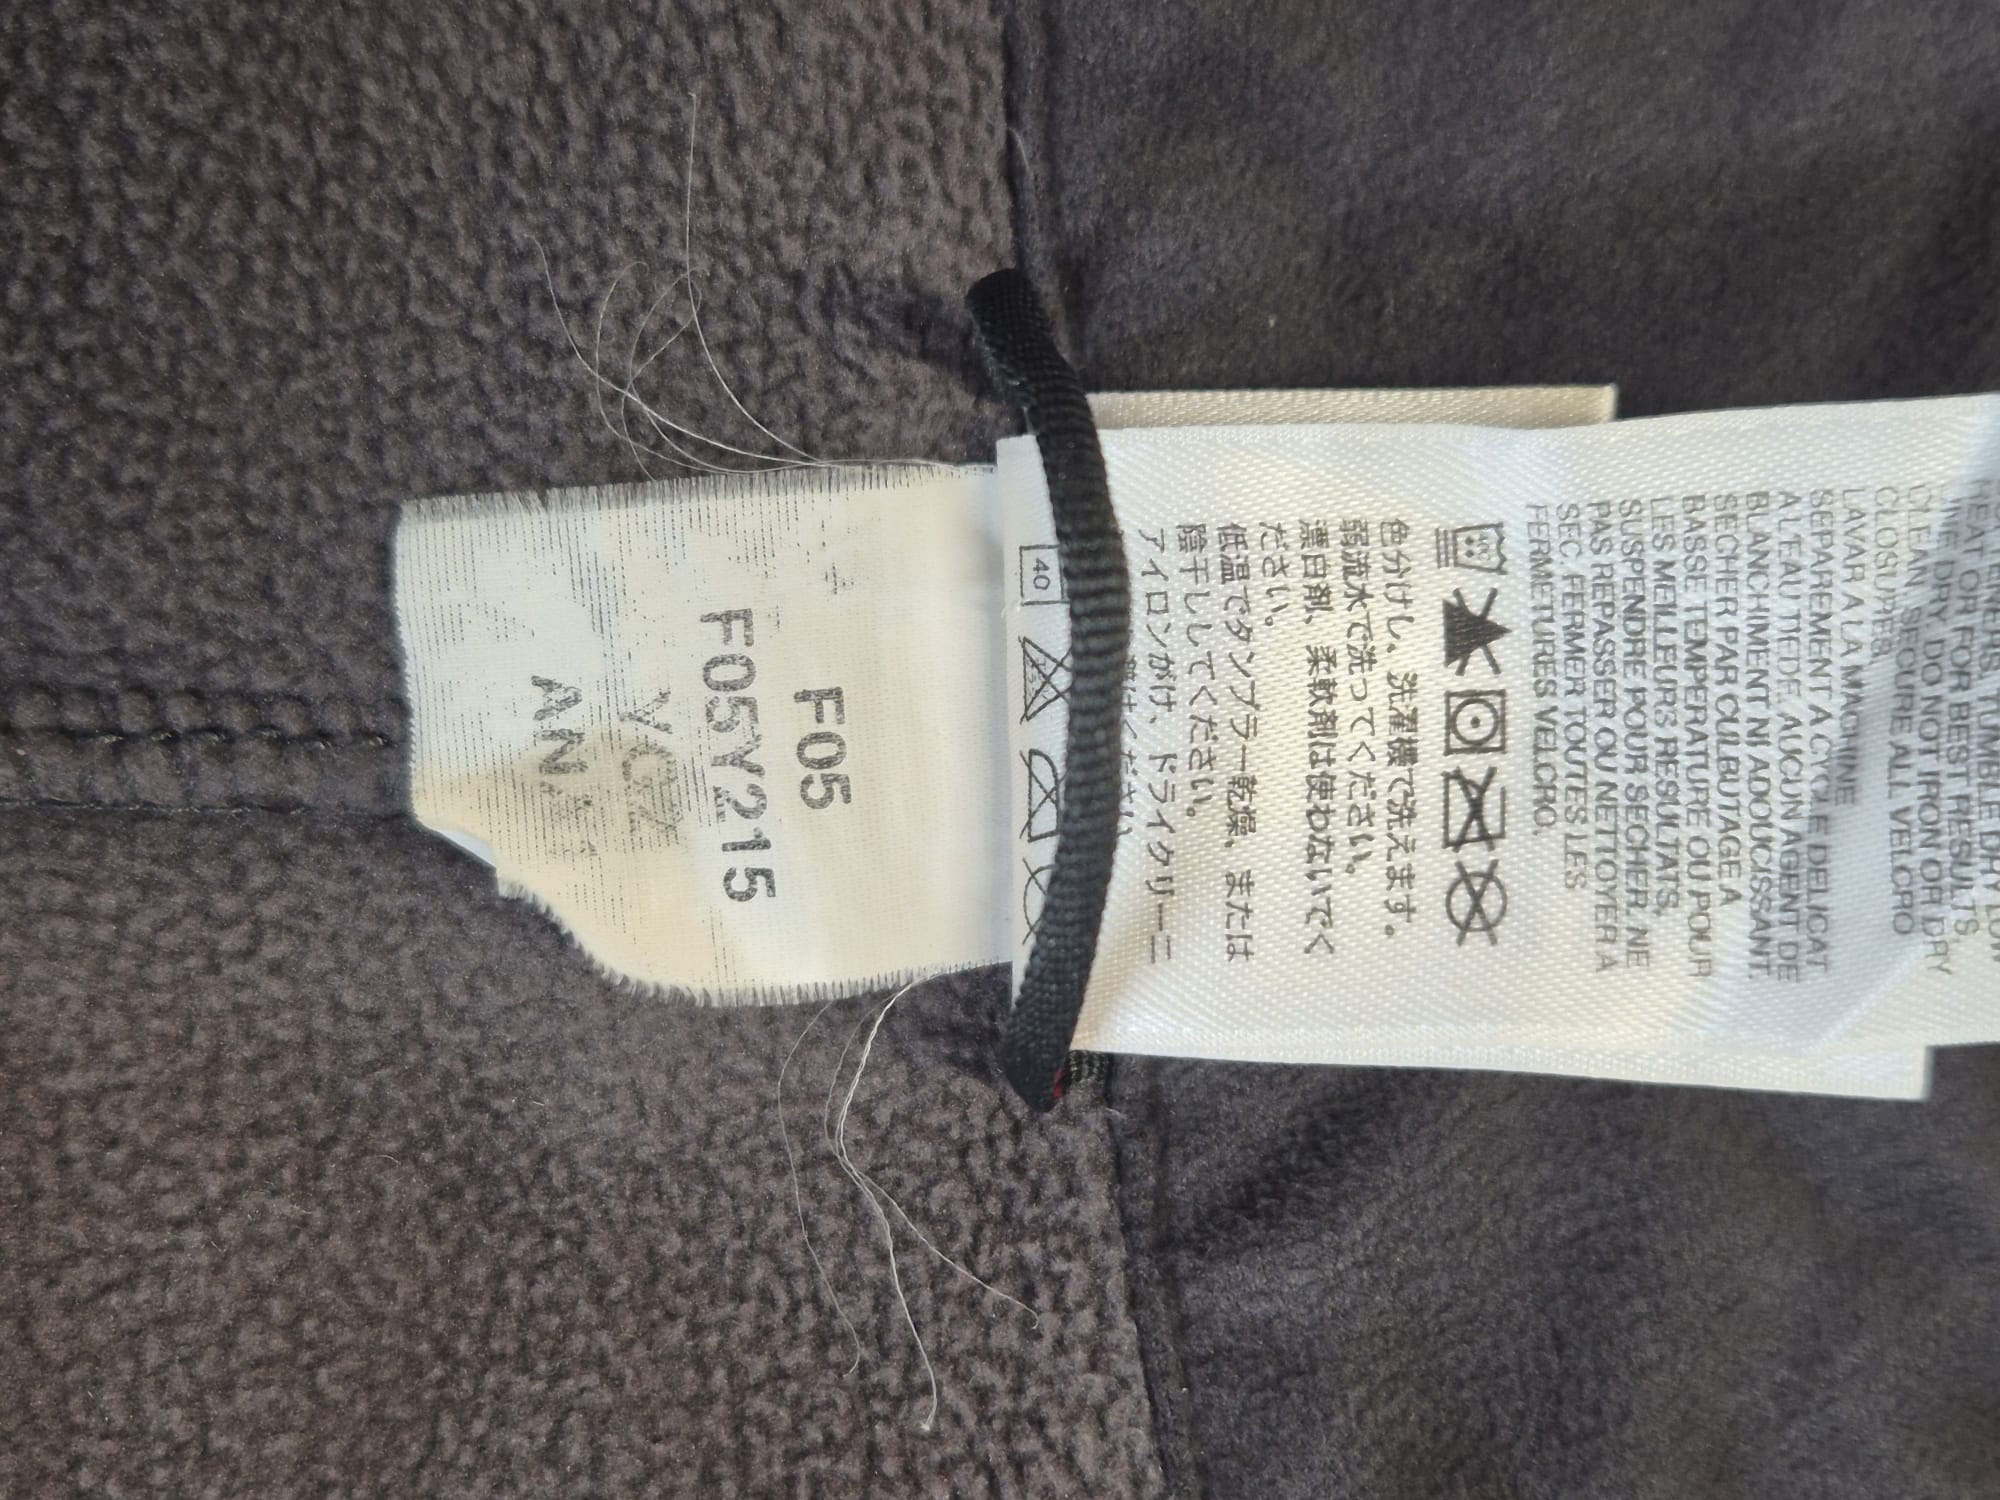 HEAT OR FOR BEST RESULTS,
LINE DRY. DO NOT IRON OR DRY
CLEAN. SECURE ALL VELCRO
CLOSURES.
LAVAR A LA MACHINE
SEPAREMENT A CYCLE DELICAT
A L'EAU TIEDE, AUCUN AGENT DE
BLANCHIMENT NI ADOUCISSANT.
SECHER PAR CULBUTAGE A
BASSE TEMPERATURE OU POUR
LES MEILLEURS RESULTATS,
SUSPENDRE POUR SECHER. NE
PAS REPASSER OU NETTOYER A
SEC. FERMER TOUTES LES
FERMETURES VELCRO.
色分けし、洗濯機で洗えます。
弱流水で洗ってください。
漂白剤、柔軟剤は使わないでく
ださい。
低温でタンブラー乾燥、または
陰干ししてください。
アイロンがけ、ドライクリーニ
40
F05
F05Y215
AN